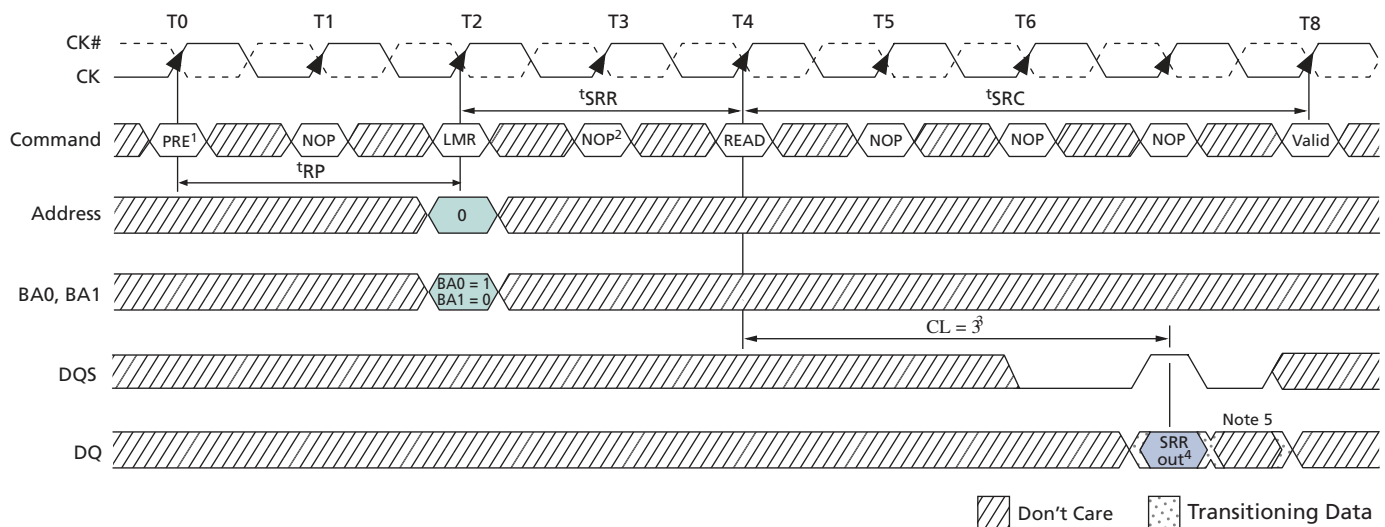 T0 T1 T2 T3 T4 T5 T6 T8
CK#
CK
tSRR tSRC
Command PRE1 NOP LMR NOP2 READ NOP NOP NOP Valid
tRP
Address 0
BA0, BA1 BA0 = 1
BA1 = 0
CL = 33
DQS
Note 5
DQ SRR
out4
Don't Care Transitioning Data